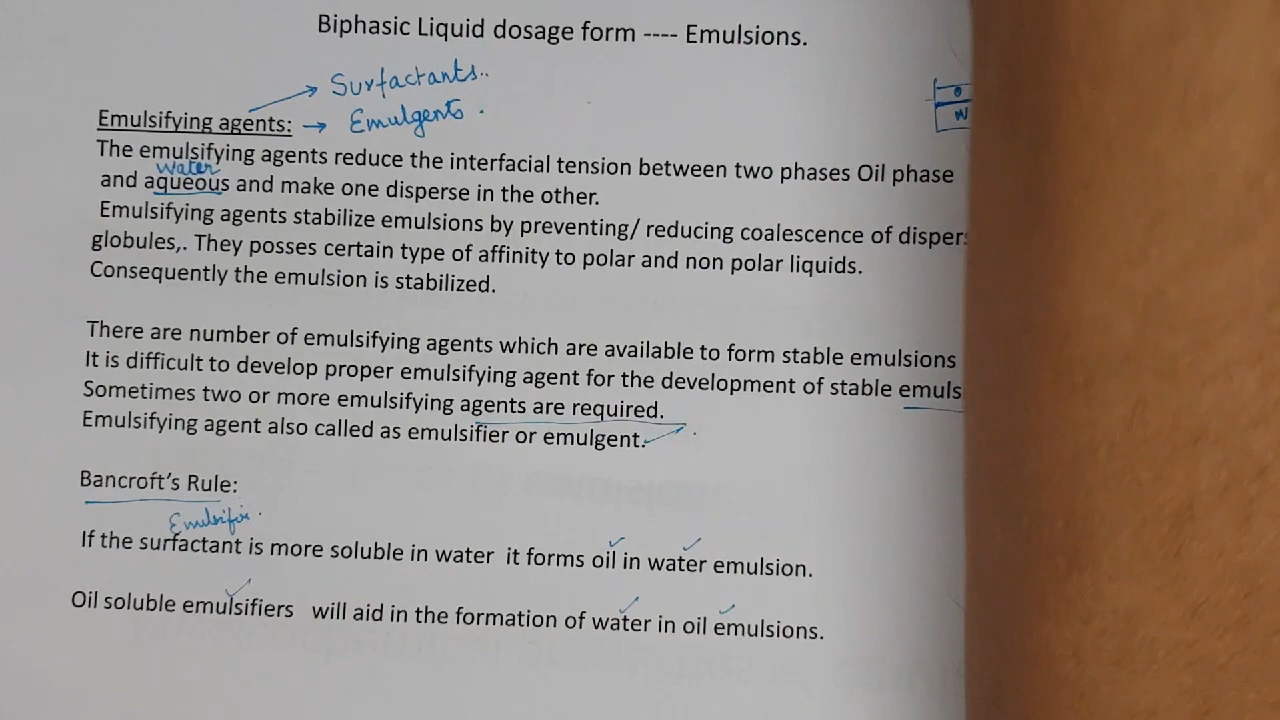 Biphasic Liquid dosage form ---- Emulsions.
Surfactants..
Emulsifying agents: → Emulgents .
O
W
The emulsifying agents reduce the interfacial tension between two phases Oil phase
water
and aqueous and make one disperse in the other.
Emulsifying agents stabilize emulsions by preventing/ reducing coalescence of dispers
globules,. They posses certain type of affinity to polar and non polar liquids.
Consequently the emulsion is stabilized.
There are number of emulsifying agents which are available to form stable emulsions
It is difficult to develop proper emulsifying agent for the development of stable emuls
Sometimes two or more emulsifying agents are required.
Emulsifying agent also called as emulsifier or emulgent.
Bancroft's Rule:
If the surfactant is more soluble in water it forms oil in water emulsion.
Oil soluble emulsifiers will aid in the formation of water in oil emulsions.